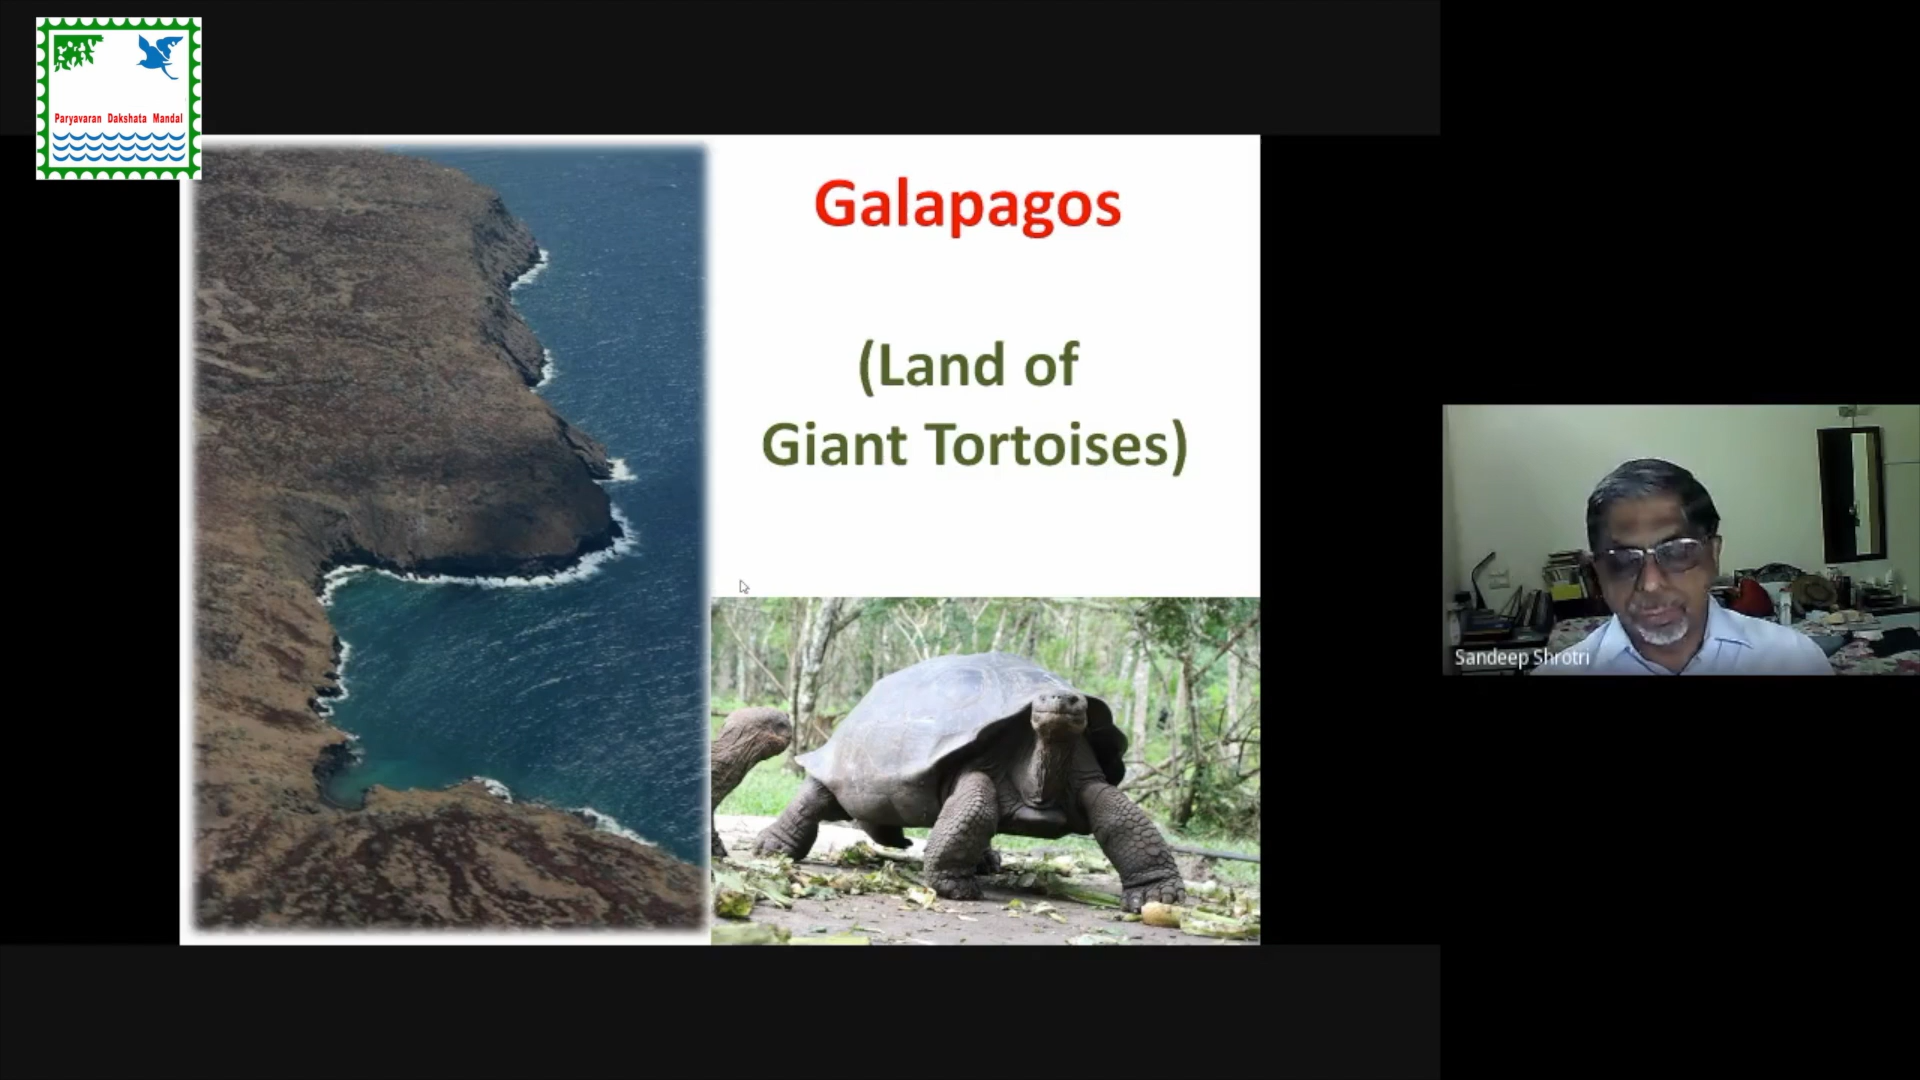 Paryavaran Dakshata Mandal
Galapagos
(Land of
Giant Tortoises)
Sandeep Shrotri